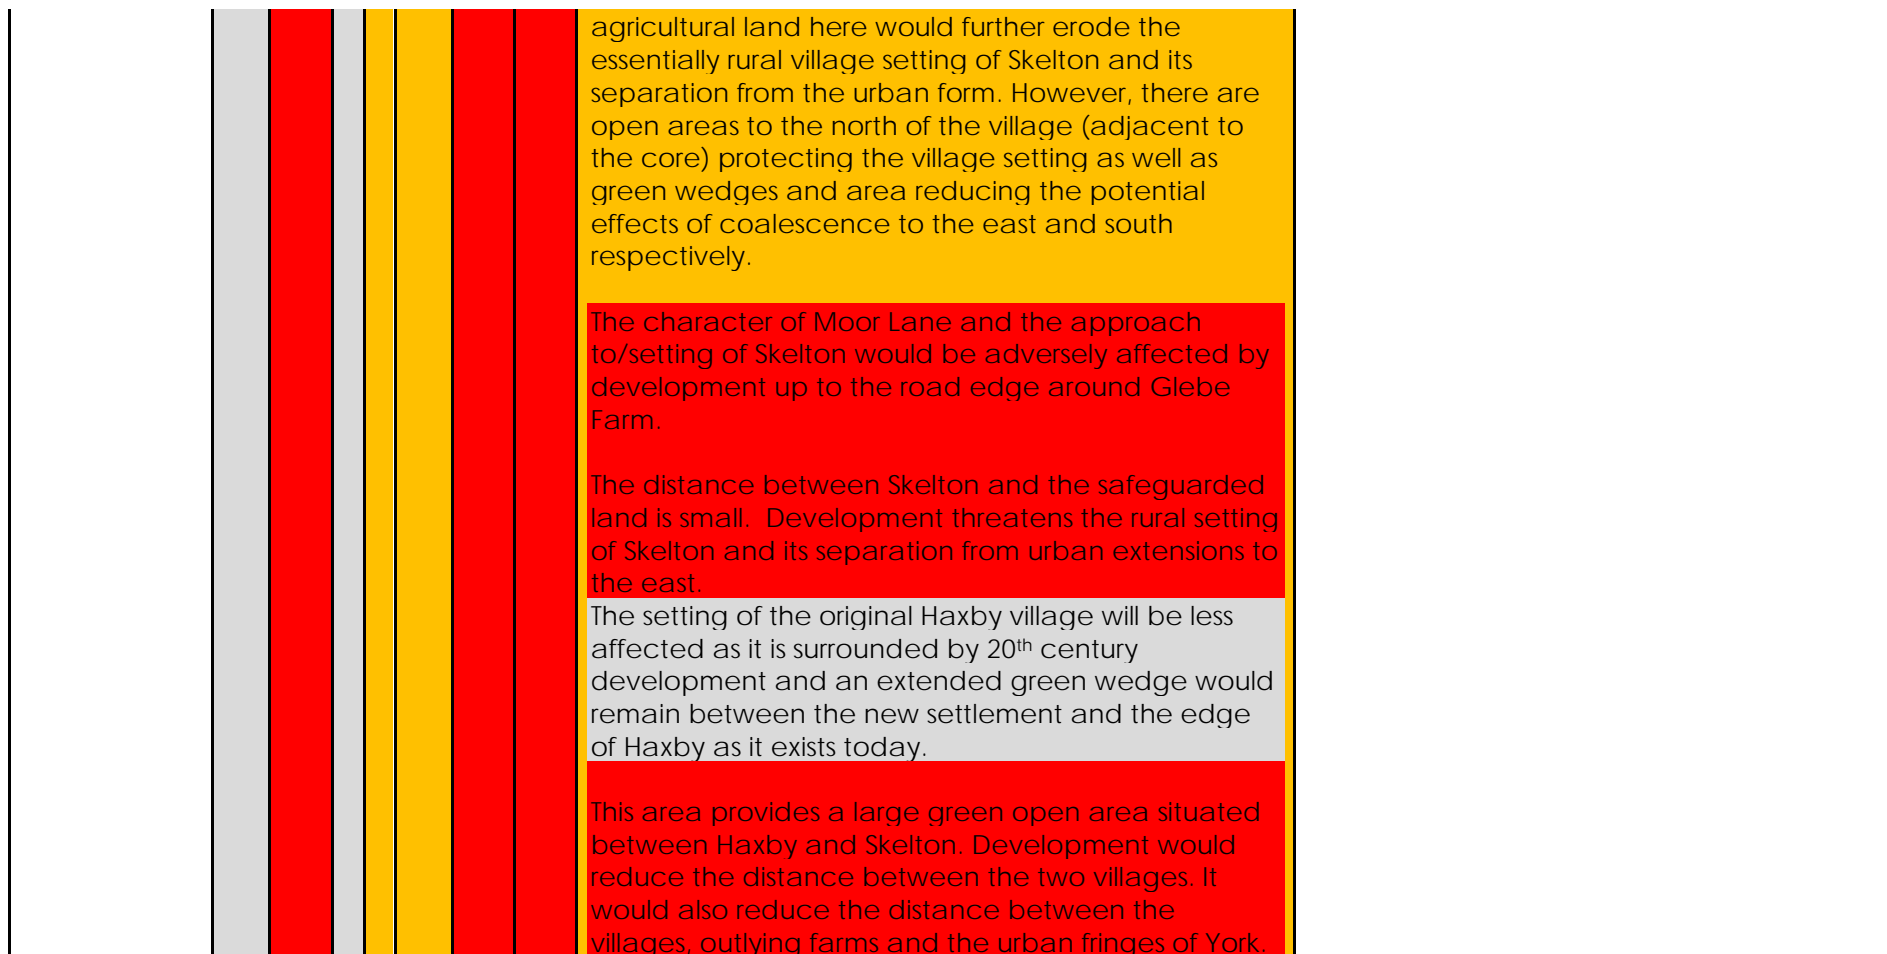 agricultural land here would further erode the
essentially rural village setting of Skelton and its
separation from the urban form. However, there are
open areas to the north of the village (adjacent to
the core) protecting the village setting as well as
green wedges and area reducing the potential
effects of coalescence to the east and south
respectively.
The character of Moor Lane and the approach
to/setting of Skelton would be adversely affected by
development up to the road edge around Glebe
Farm.
The distance between Skelton and the safeguarded
land is small.  Development threatens the rural setting
of Skelton and its separation from urban extensions to
the east.
The setting of the original Haxby village will be less
affected as it is surrounded by 20th century
development and an extended green wedge would
remain between the new settlement and the edge
of Haxby as it exists today.
This area provides a large green open area situated
between Haxby and Skelton. Development would
reduce the distance between the two villages. It
would also reduce the distance between the
villages, outlying farms and the urban fringes of York.